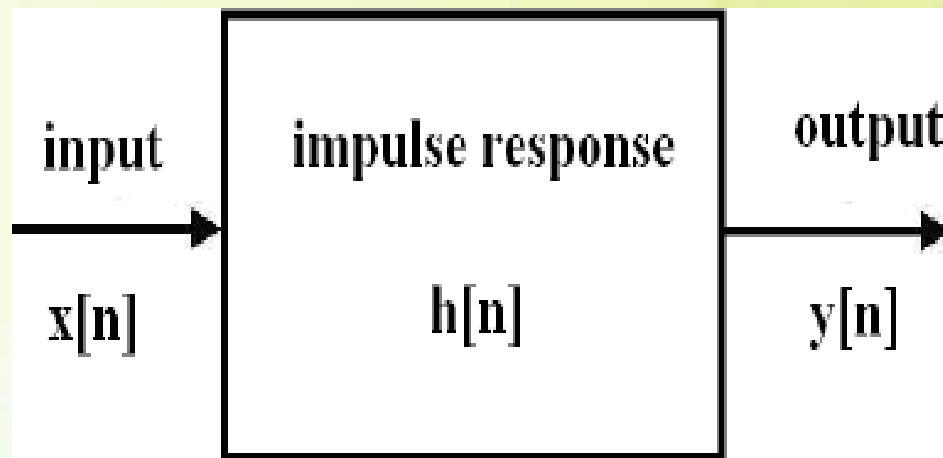 input
x[n]
impulse response
h[n]
output
y[n]